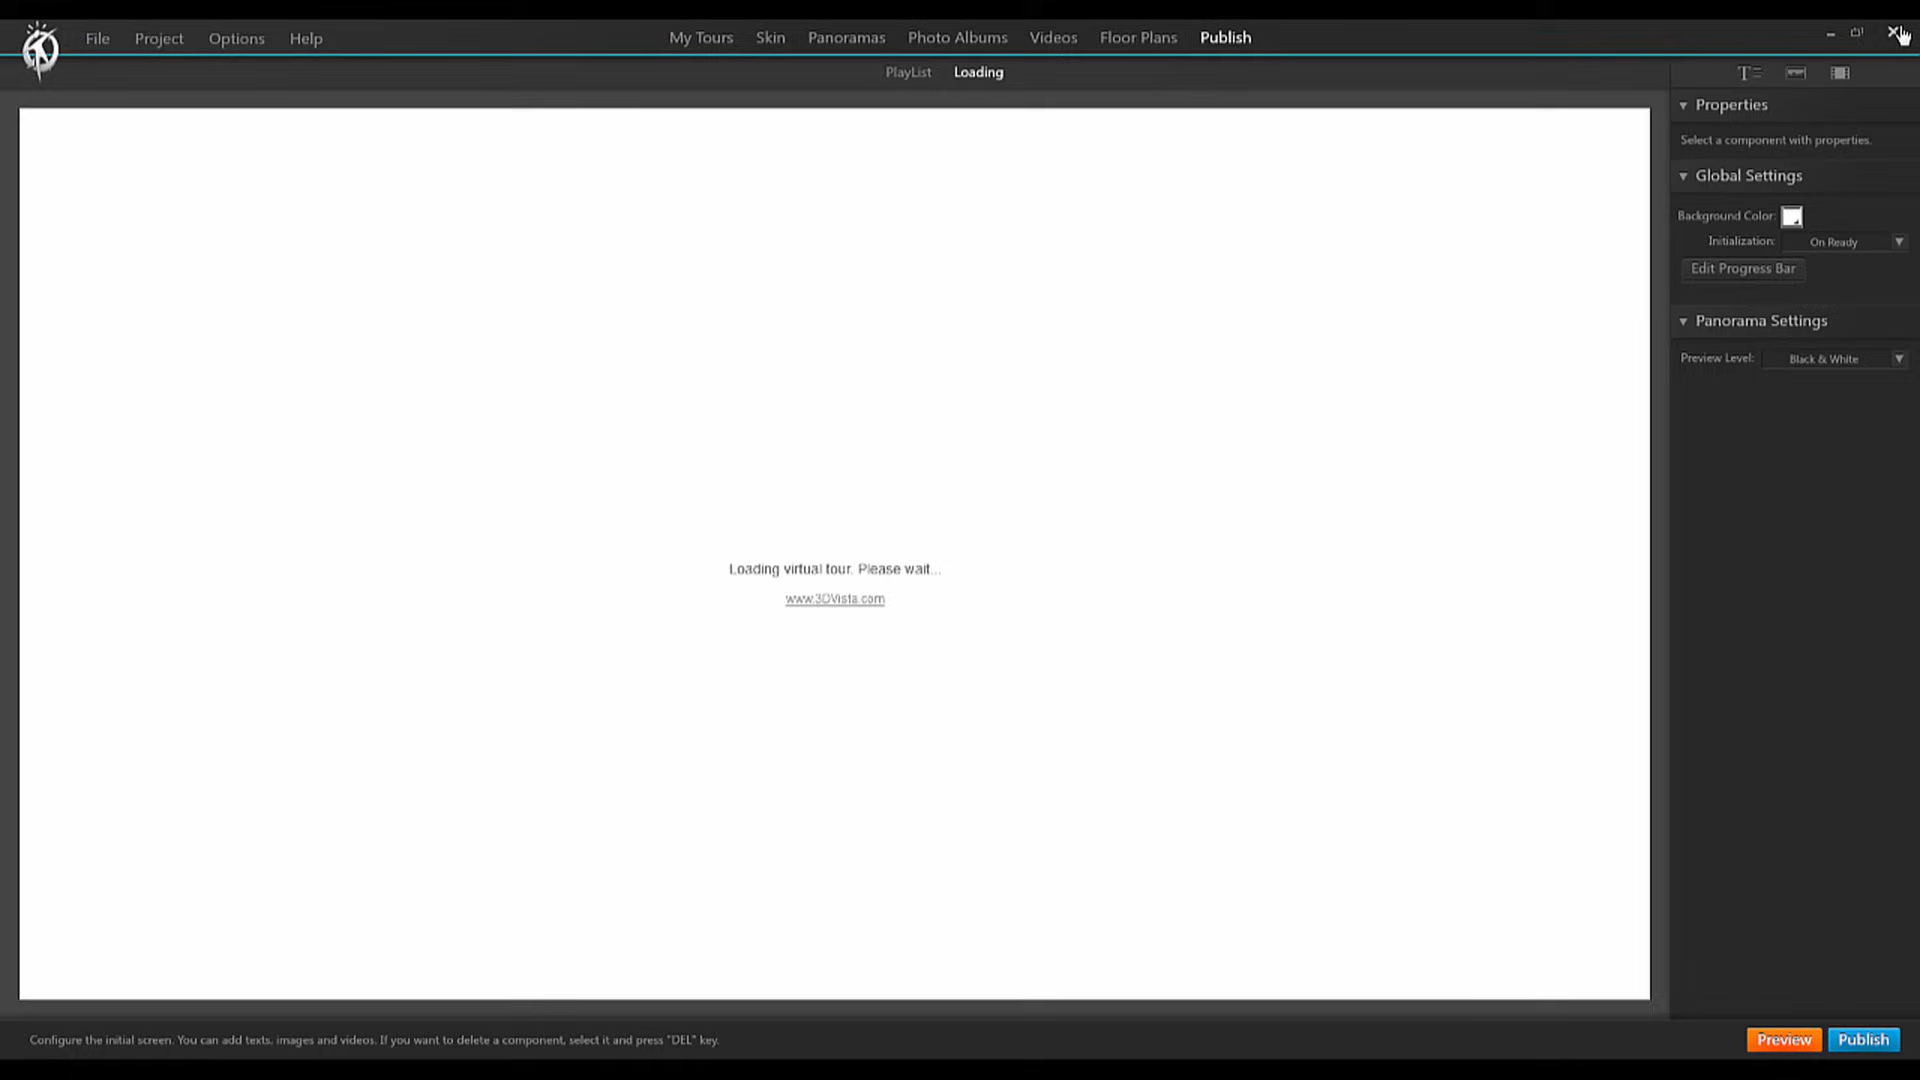 File Project Options Help My Tours Skin Panoramas Photo Albums Videos Floor Plans Publish
PlayList Loading
Properties
Select a component with properties.
Global Settings
Background Color:
Initialization: On Ready
Edit Progress Bar
Panorama Settings
Preview Level: Black & White
Loading virtual tour. Please wait...
www.3DVista.com
Configure the initial screen. You can add texts, images and videos. If you want to delete a component, select it and press "DEL" key.
Preview Publish